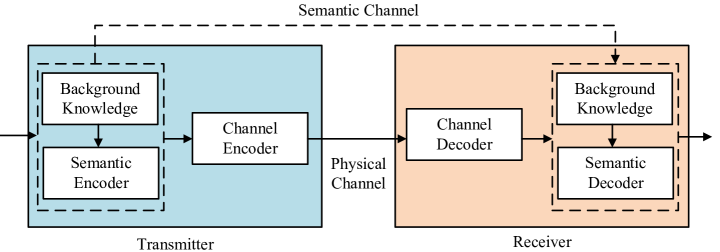 Semantic Channel
Background
Knowledge
Semantic
Encoder
Channel
Encoder
Physical
Channel
Channel
Decoder
Background
Knowledge
Semantic
Decoder
Transmitter
Receiver